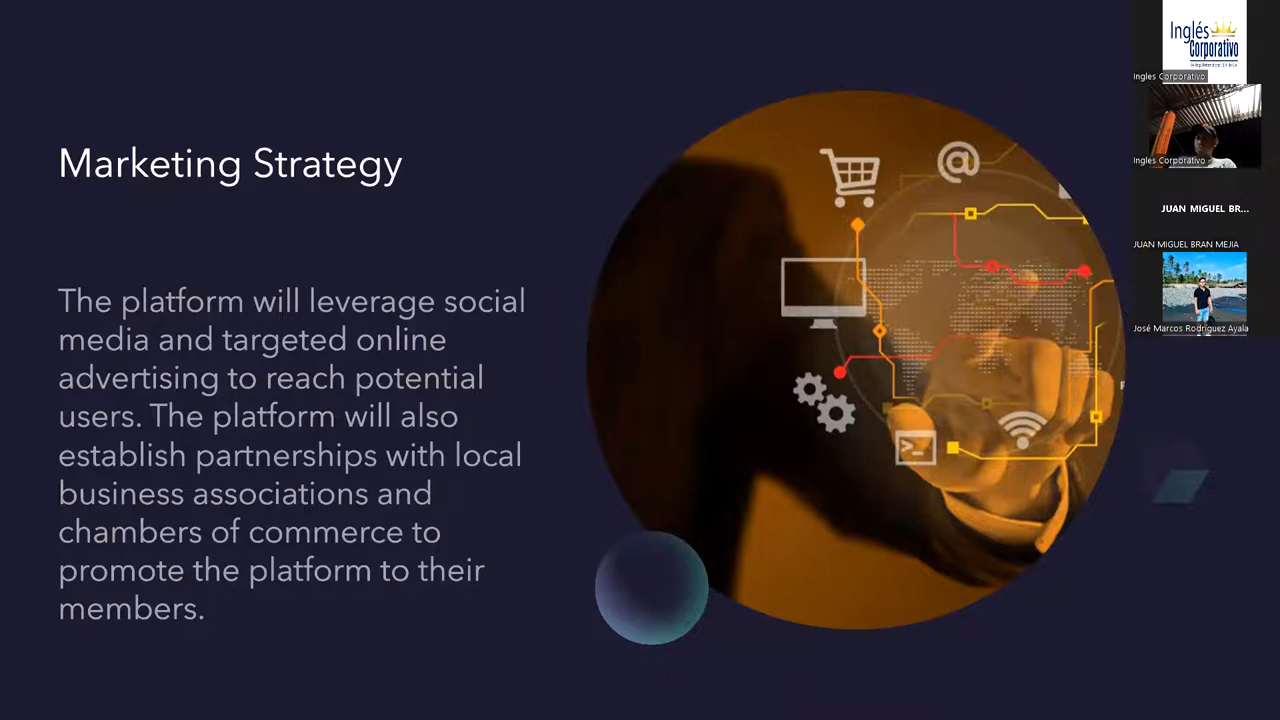 Marketing Strategy
The platform will leverage social
media and targeted online
advertising to reach potential
users. The platform will also
establish partnerships with local
business associations and
chambers of commerce to
promote the platform to their
members.
@
>_
Inglés
Corporativo
Ingles Corporativo
Ingles Corporativo
JUAN MIGUEL BR...
JUAN MIGUEL BRAN MEJIA
José Marcos Rodriguez Ayala